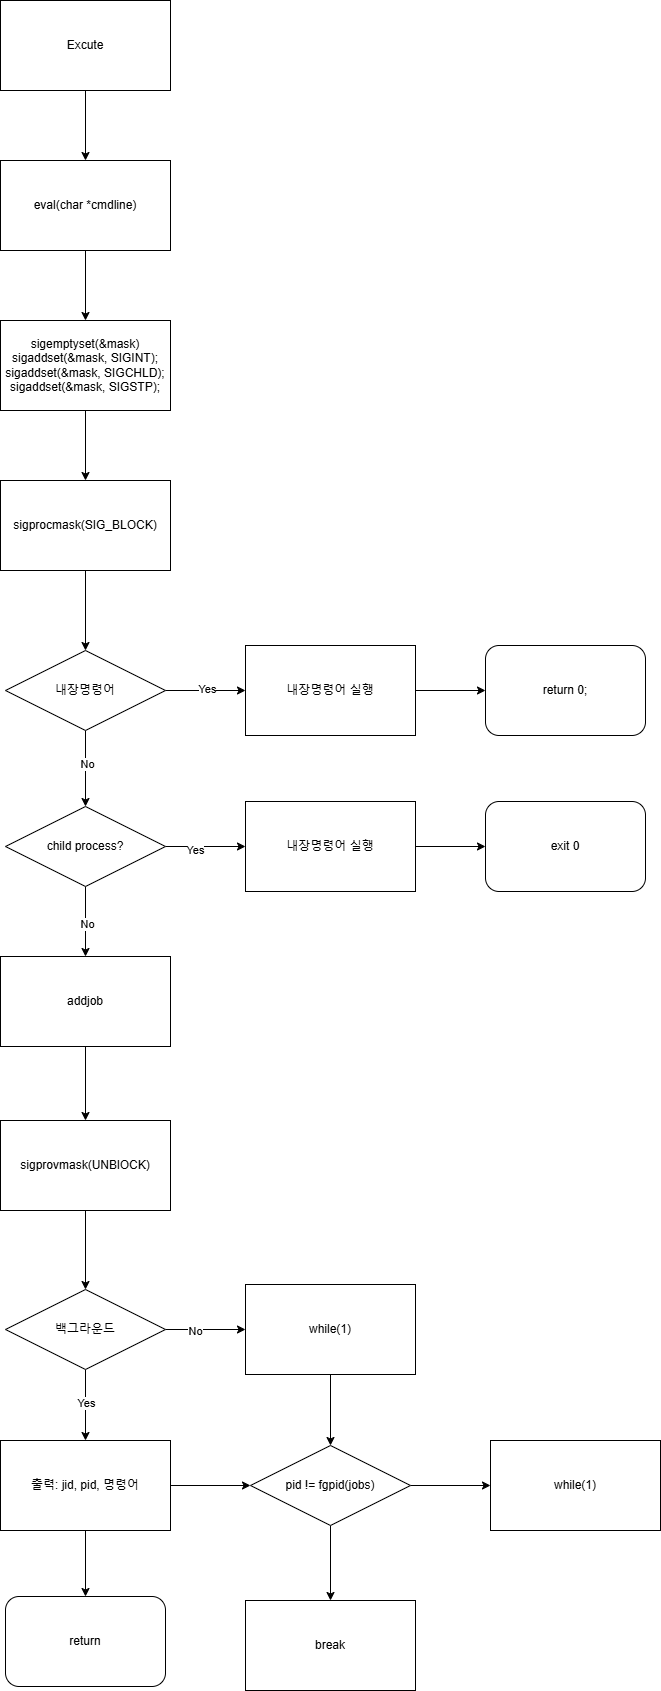 Excute
eval(char *cmdline)
sigemptyset(&mask)
sigaddset(&mask, SIGINT);
sigaddset(&mask, SIGCHLD);
sigaddset(&mask, SIGSTP);
sigprocmask(SIG_BLOCK)
내장명령어
Yes
내장명령어 실행
return 0;
No
child process?
Yes
내장명령어 실행
exit 0
No
addjob
sigprovmask(UNBIOCK)
백그라운드
No
while(1)
Yes
출력: jid, pid, 명령어
pid != fgpid(jobs)
while(1)
return
break